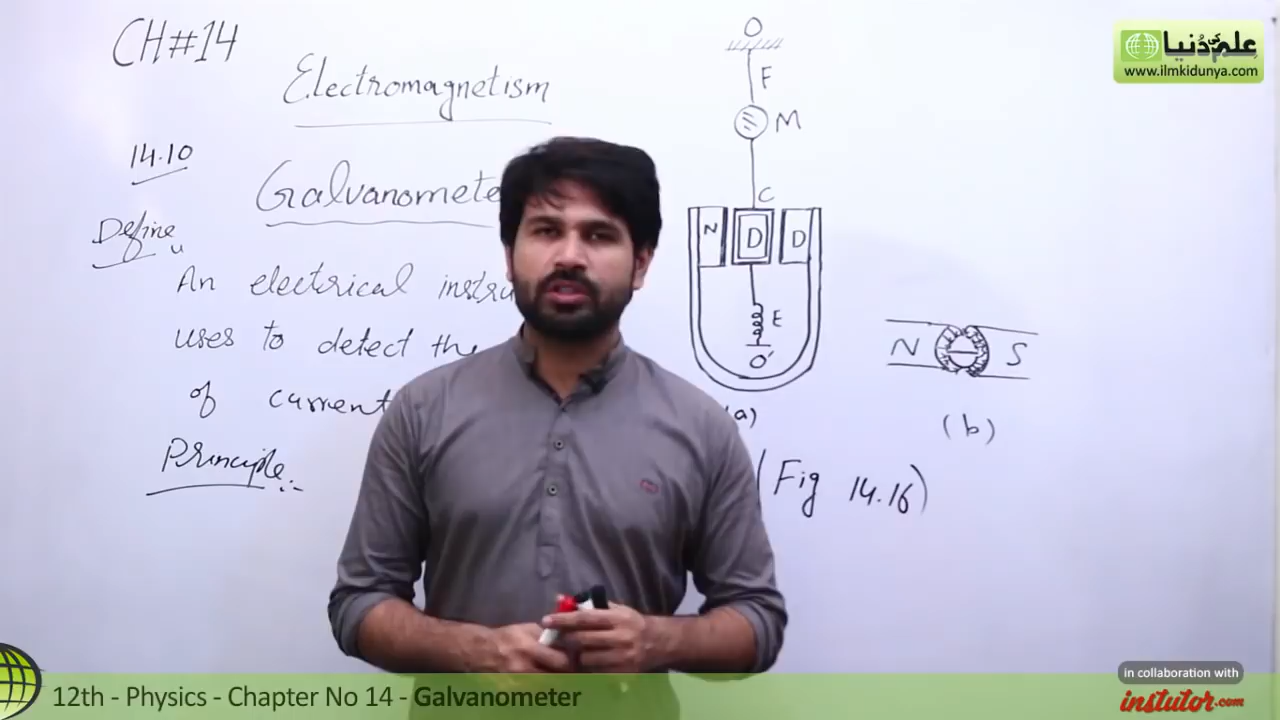 CH#14
Electromagnetism
14.10
Galvanomete
Define
An electrical instru
uses to detect the
of current
Principle:-
O
F
M
C
N D D
E
O'
(a)
N S
(b)
(Fig 14.16)
علم کی دُنیا
www.ilmkidunya.com
in collaboration with
instutor.com
12th - Physics - Chapter No 14 - Galvanometer